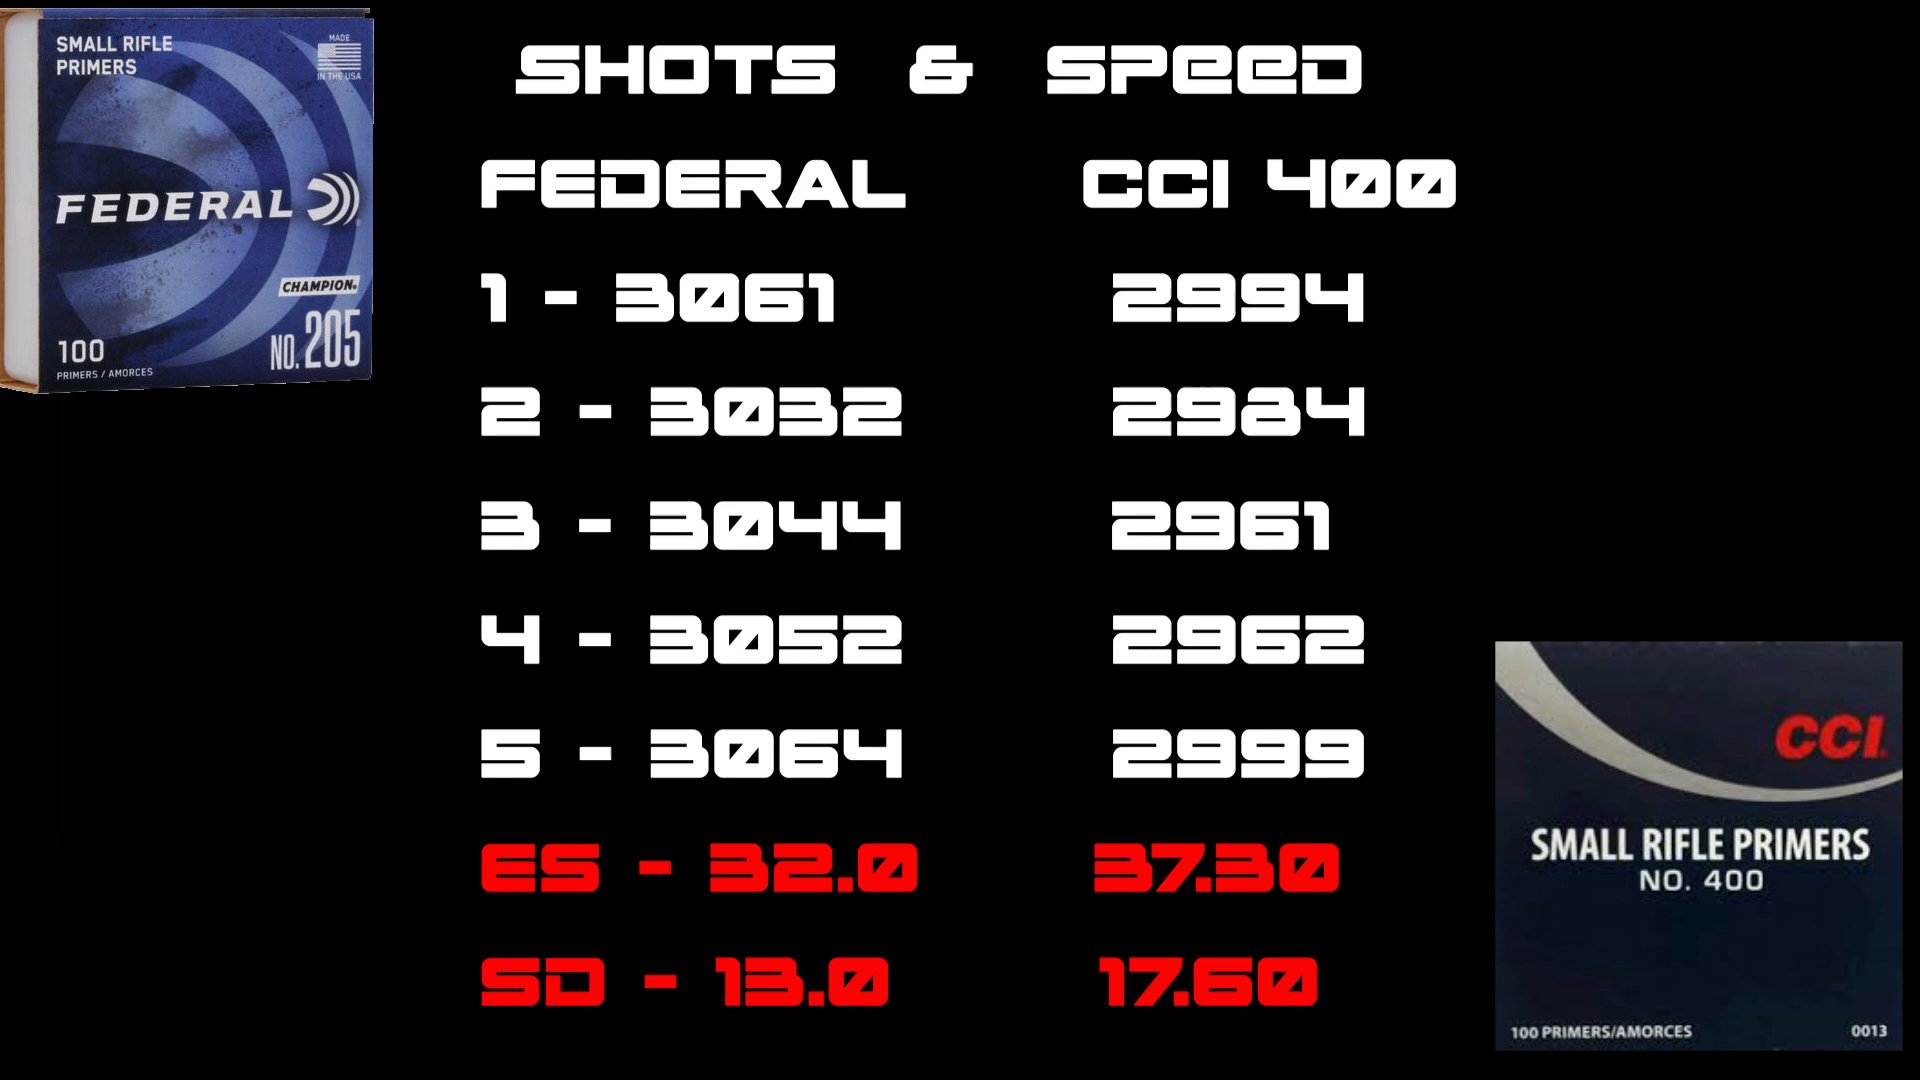 SMALL RIFLE
PRIMERS
MADE
IN THE USA
FEDERAL
CHAMPION.
100
PRIMERS / AMORCES
NO. 205
SHOTS & SPEED
FEDERAL CCI 400
1 - 3061 2994
2 - 3032 2984
3 - 3044 2961
4 - 3052 2962
5 - 3064 2999
ES - 32.0 37.30
SD - 13.0 17.60
CCI
SMALL RIFLE PRIMERS
NO. 400
100 PRIMERS/AMORCES 0013